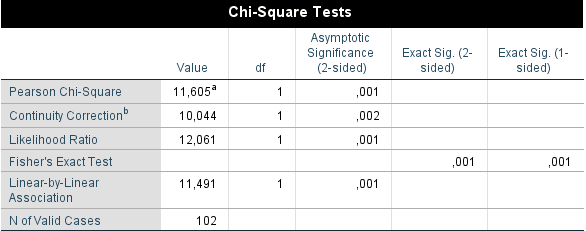 Chi-Square Tests
Value df Asymptotic Significance (2-sided) Exact Sig. (2-sided) Exact Sig. (1-sided)
Pearson Chi-Square 11,605a 1 ,001
Continuity Correctionb 10,044 1 ,002
Likelihood Ratio 12,061 1 ,001
Fisher's Exact Test ,001 ,001
Linear-by-Linear Association 11,491 1 ,001
N of Valid Cases 102